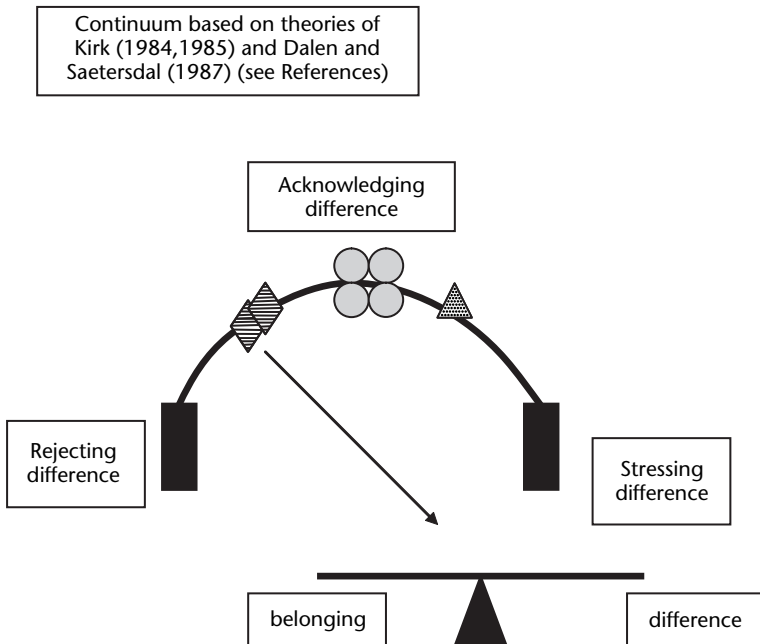 Continuum based on theories of
Kirk (1984,1985) and Dalen and
Saetersdal (1987) (see References)
Acknowledging
difference
Rejecting
difference
Stressing
difference
belonging
difference